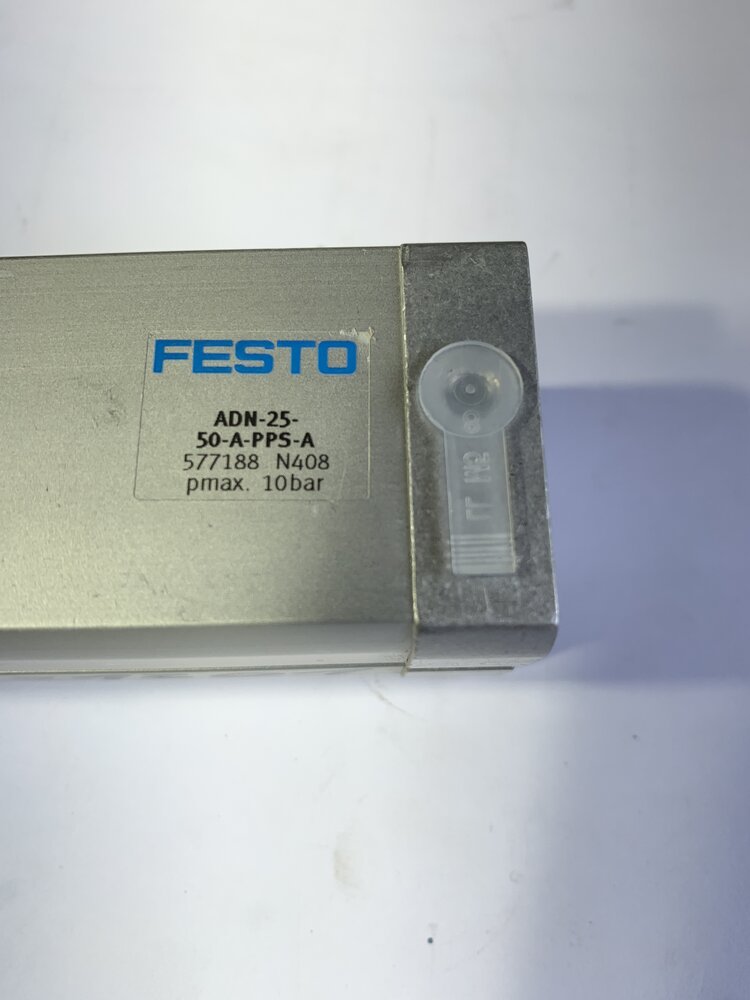 FESTO
ADN-25-
50-A-PPS-A
577188 N408
pmax. 10bar